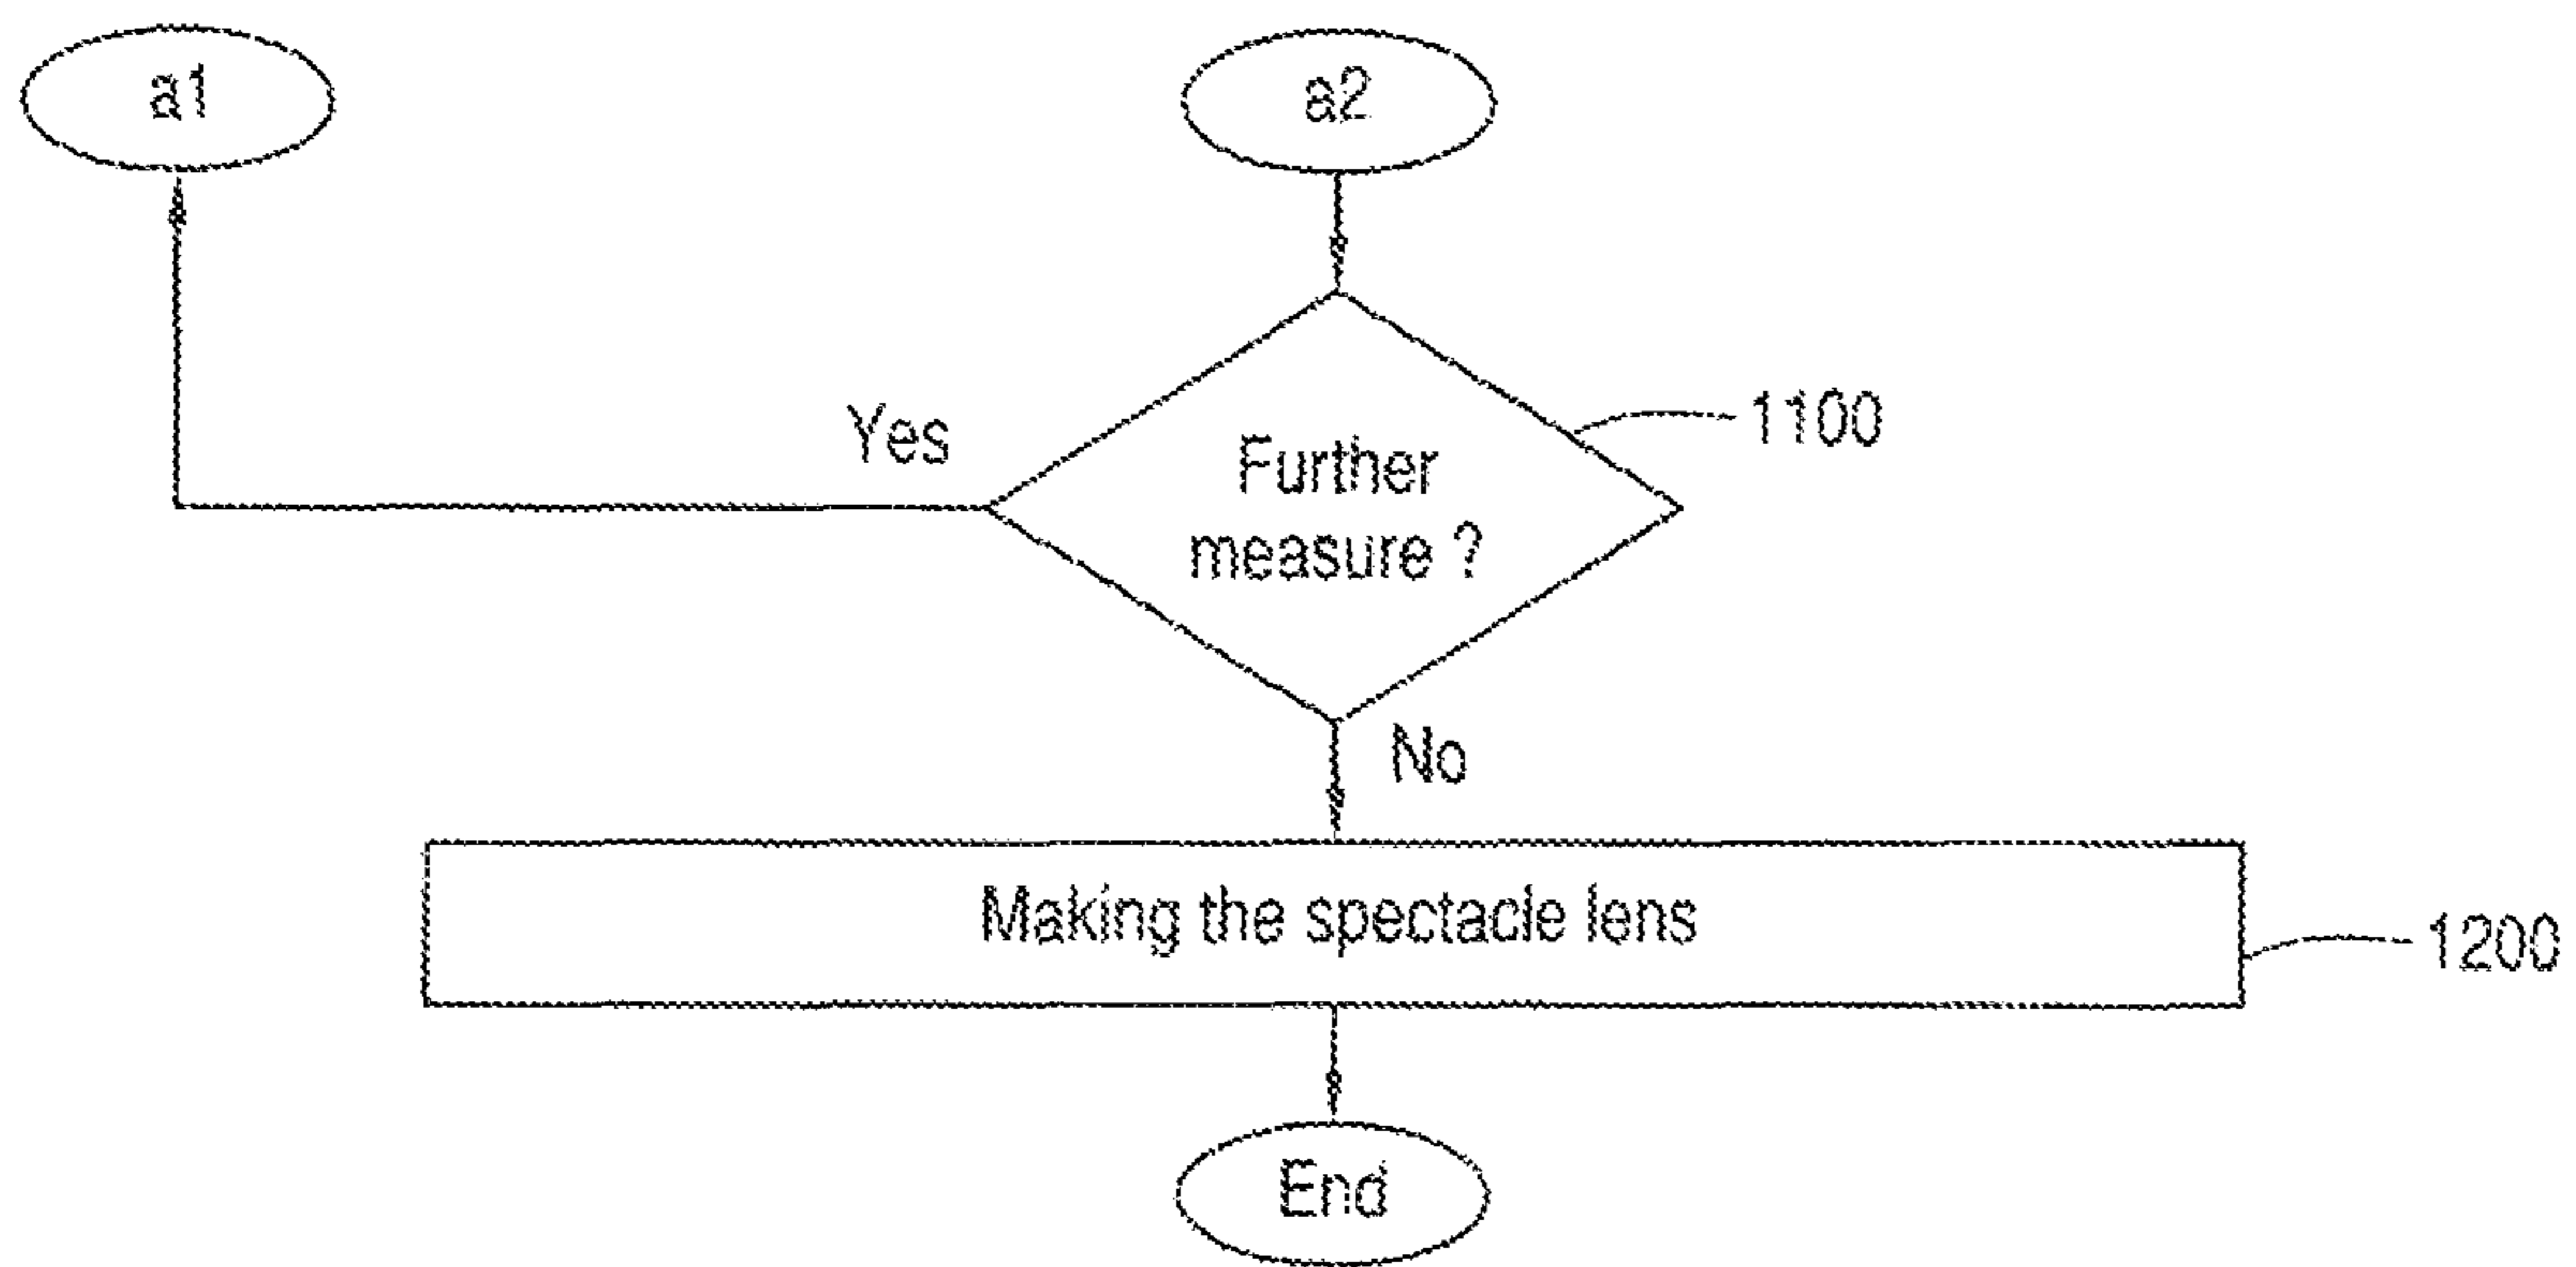 a1
a2
Yes
1100
Further
measure ?
No
Making the spectacle lens
1200
End